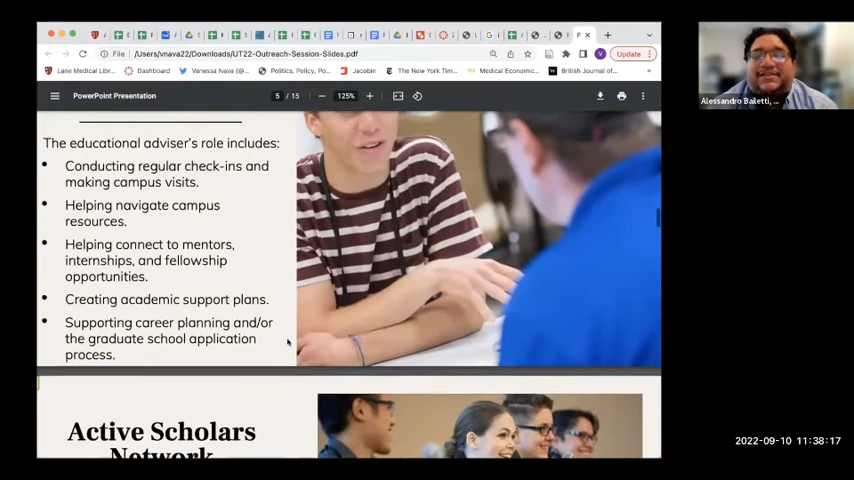 File | /Users/vnava22/Downloads/UT22-Outreach-Session-Slides.pdf
Update
Lane Medical Libr...
Dashboard
Vanessa Nava (@...
Politics, Policy, Po...
Jacobin
The New York Tim...
Medical Economic...
British Journal of...
PowerPoint Presentation
5 / 15
125%
The educational adviser's role includes:
• Conducting regular check-ins and
making campus visits.
• Helping navigate campus
resources.
• Helping connect to mentors,
internships, and fellowship
opportunities.
• Creating academic support plans.
• Supporting career planning and/or
the graduate school application
process.
Active Scholars
Network
Alessandro Baletti, ...
2022-09-10 11:38:17